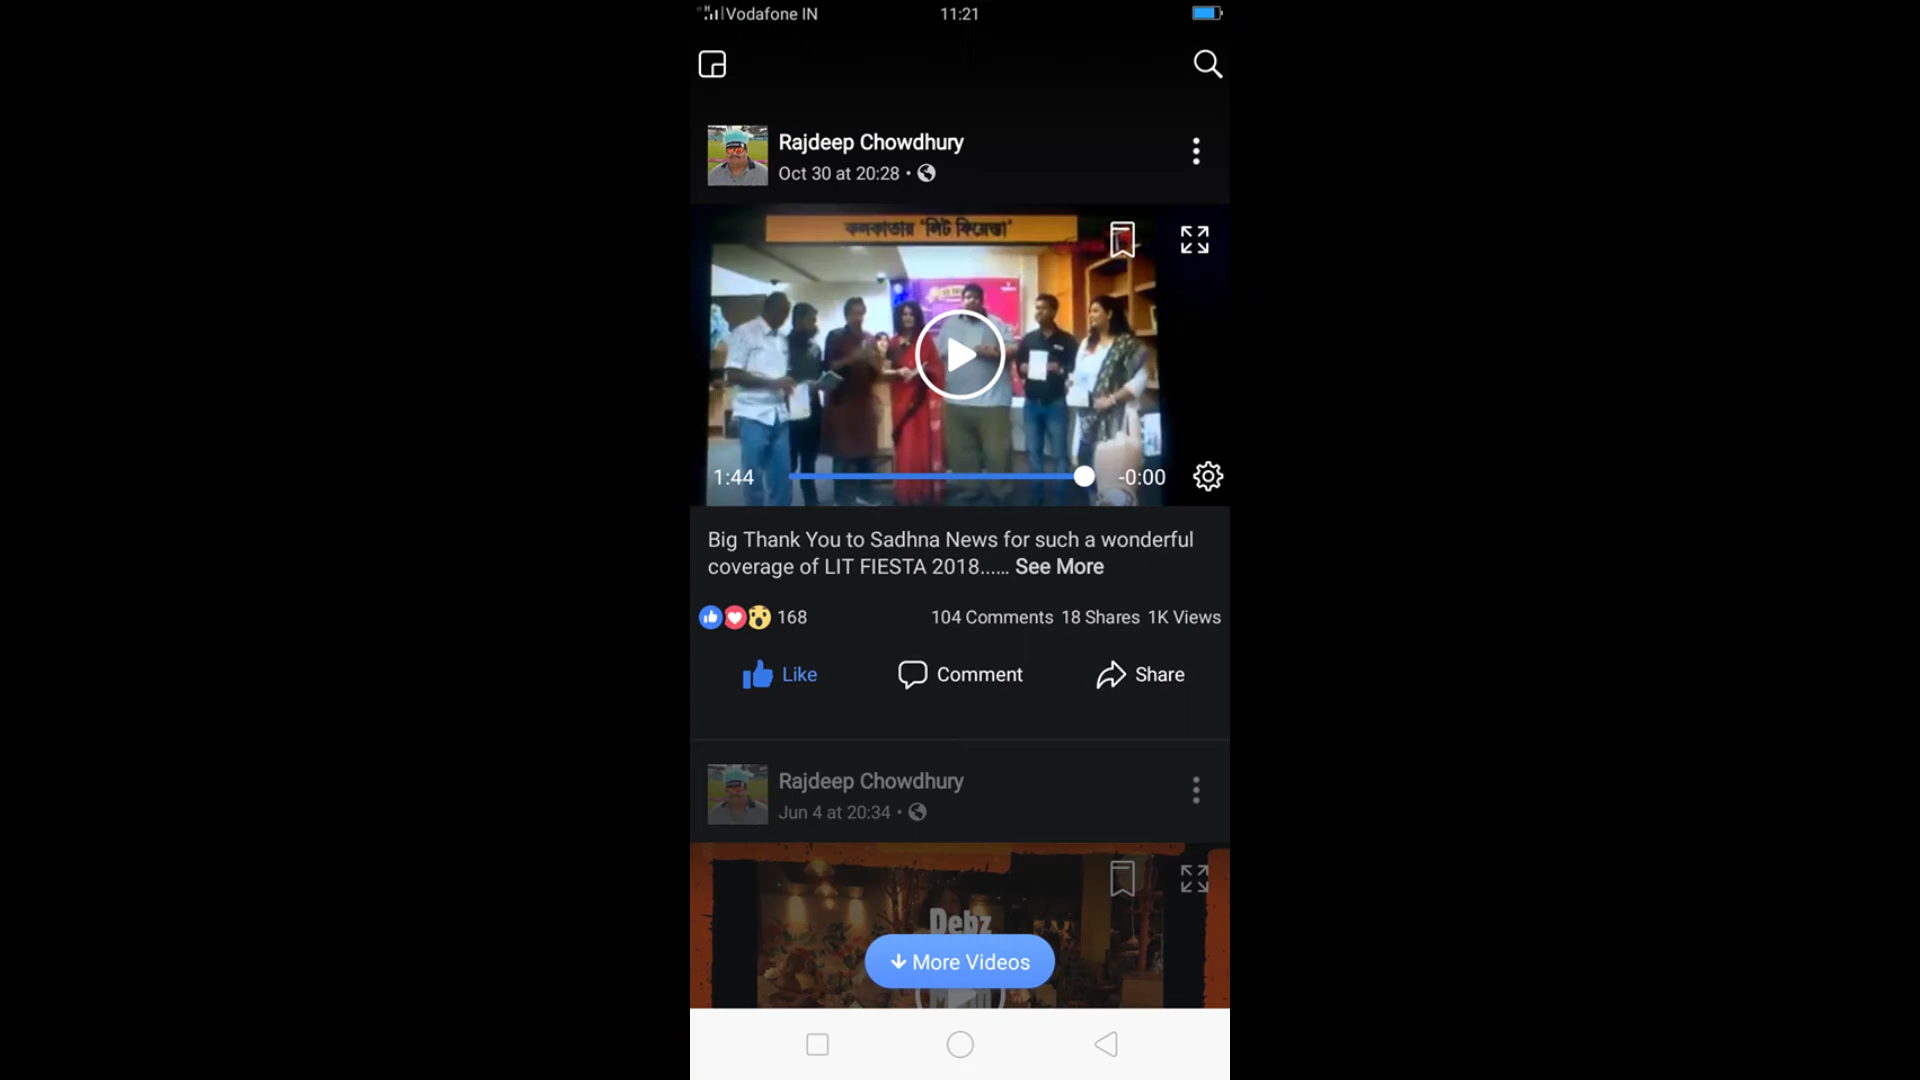 Vodafone IN
11:21
Rajdeep Chowdhury
Oct 30 at 20:28 •
কলকাতায় 'লিট ফিয়েস্তা'
1:44
-0:00
Big Thank You to Sadhna News for such a wonderful
coverage of LIT FIESTA 2018...... See More
168
104 Comments 18 Shares 1K Views
Like
Comment
Share
Rajdeep Chowdhury
Jun 4 at 20:34 •
Debz
More Videos